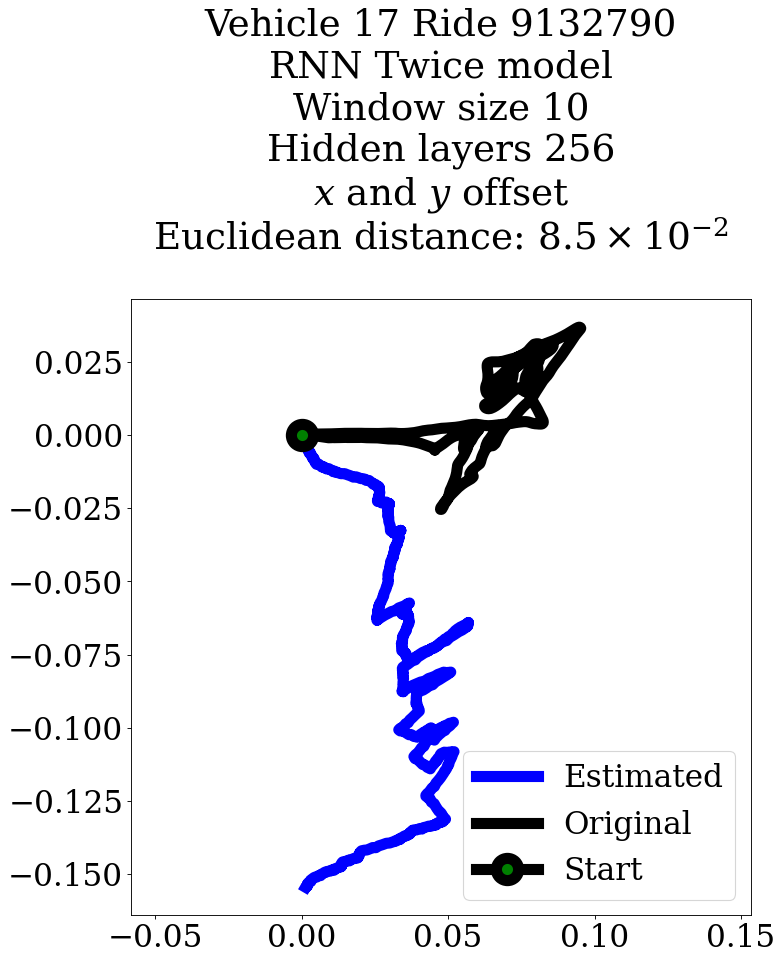 Vehicle 17 Ride 9132790
RNN Twice model
Window size 10
Hidden layers 256
x and y offset
Euclidean distance: 8.5 × 10⁻²
0.025
0.000
−0.025
−0.050
−0.075
−0.100
−0.125
−0.150
Estimated
Original
Start
−0.05 0.00 0.05 0.10 0.15